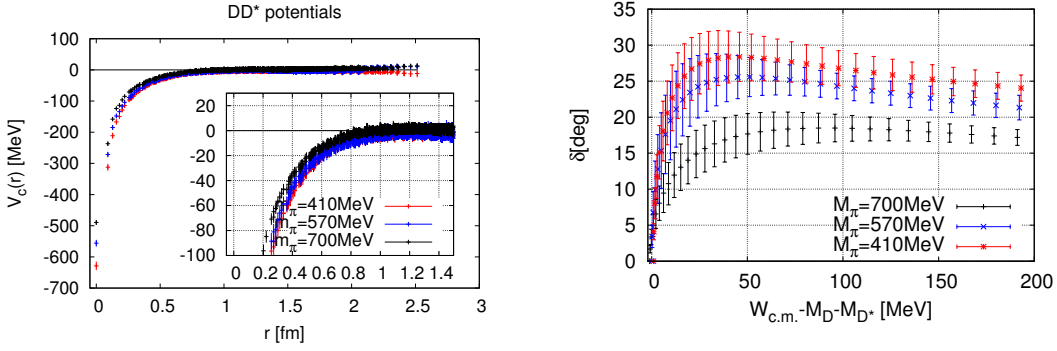 DD* potentials
100
0
-100
-200
-300
-400
-500
-600
-700
V_c(r) [MeV]
20
0
-20
-40
-60
-80
-100
0 0.2 0.4 0.6 0.8 1 1.2 1.4
m_π=410MeV
m_π=570MeV
m_π=700MeV
0 0.5 1 1.5 2 2.5 3
r [fm]
35
30
25
20
15
10
5
0
δ[deg]
M_π=700MeV
M_π=570MeV
M_π=410MeV
0 50 100 150 200
W_c.m.-M_D-M_D* [MeV]